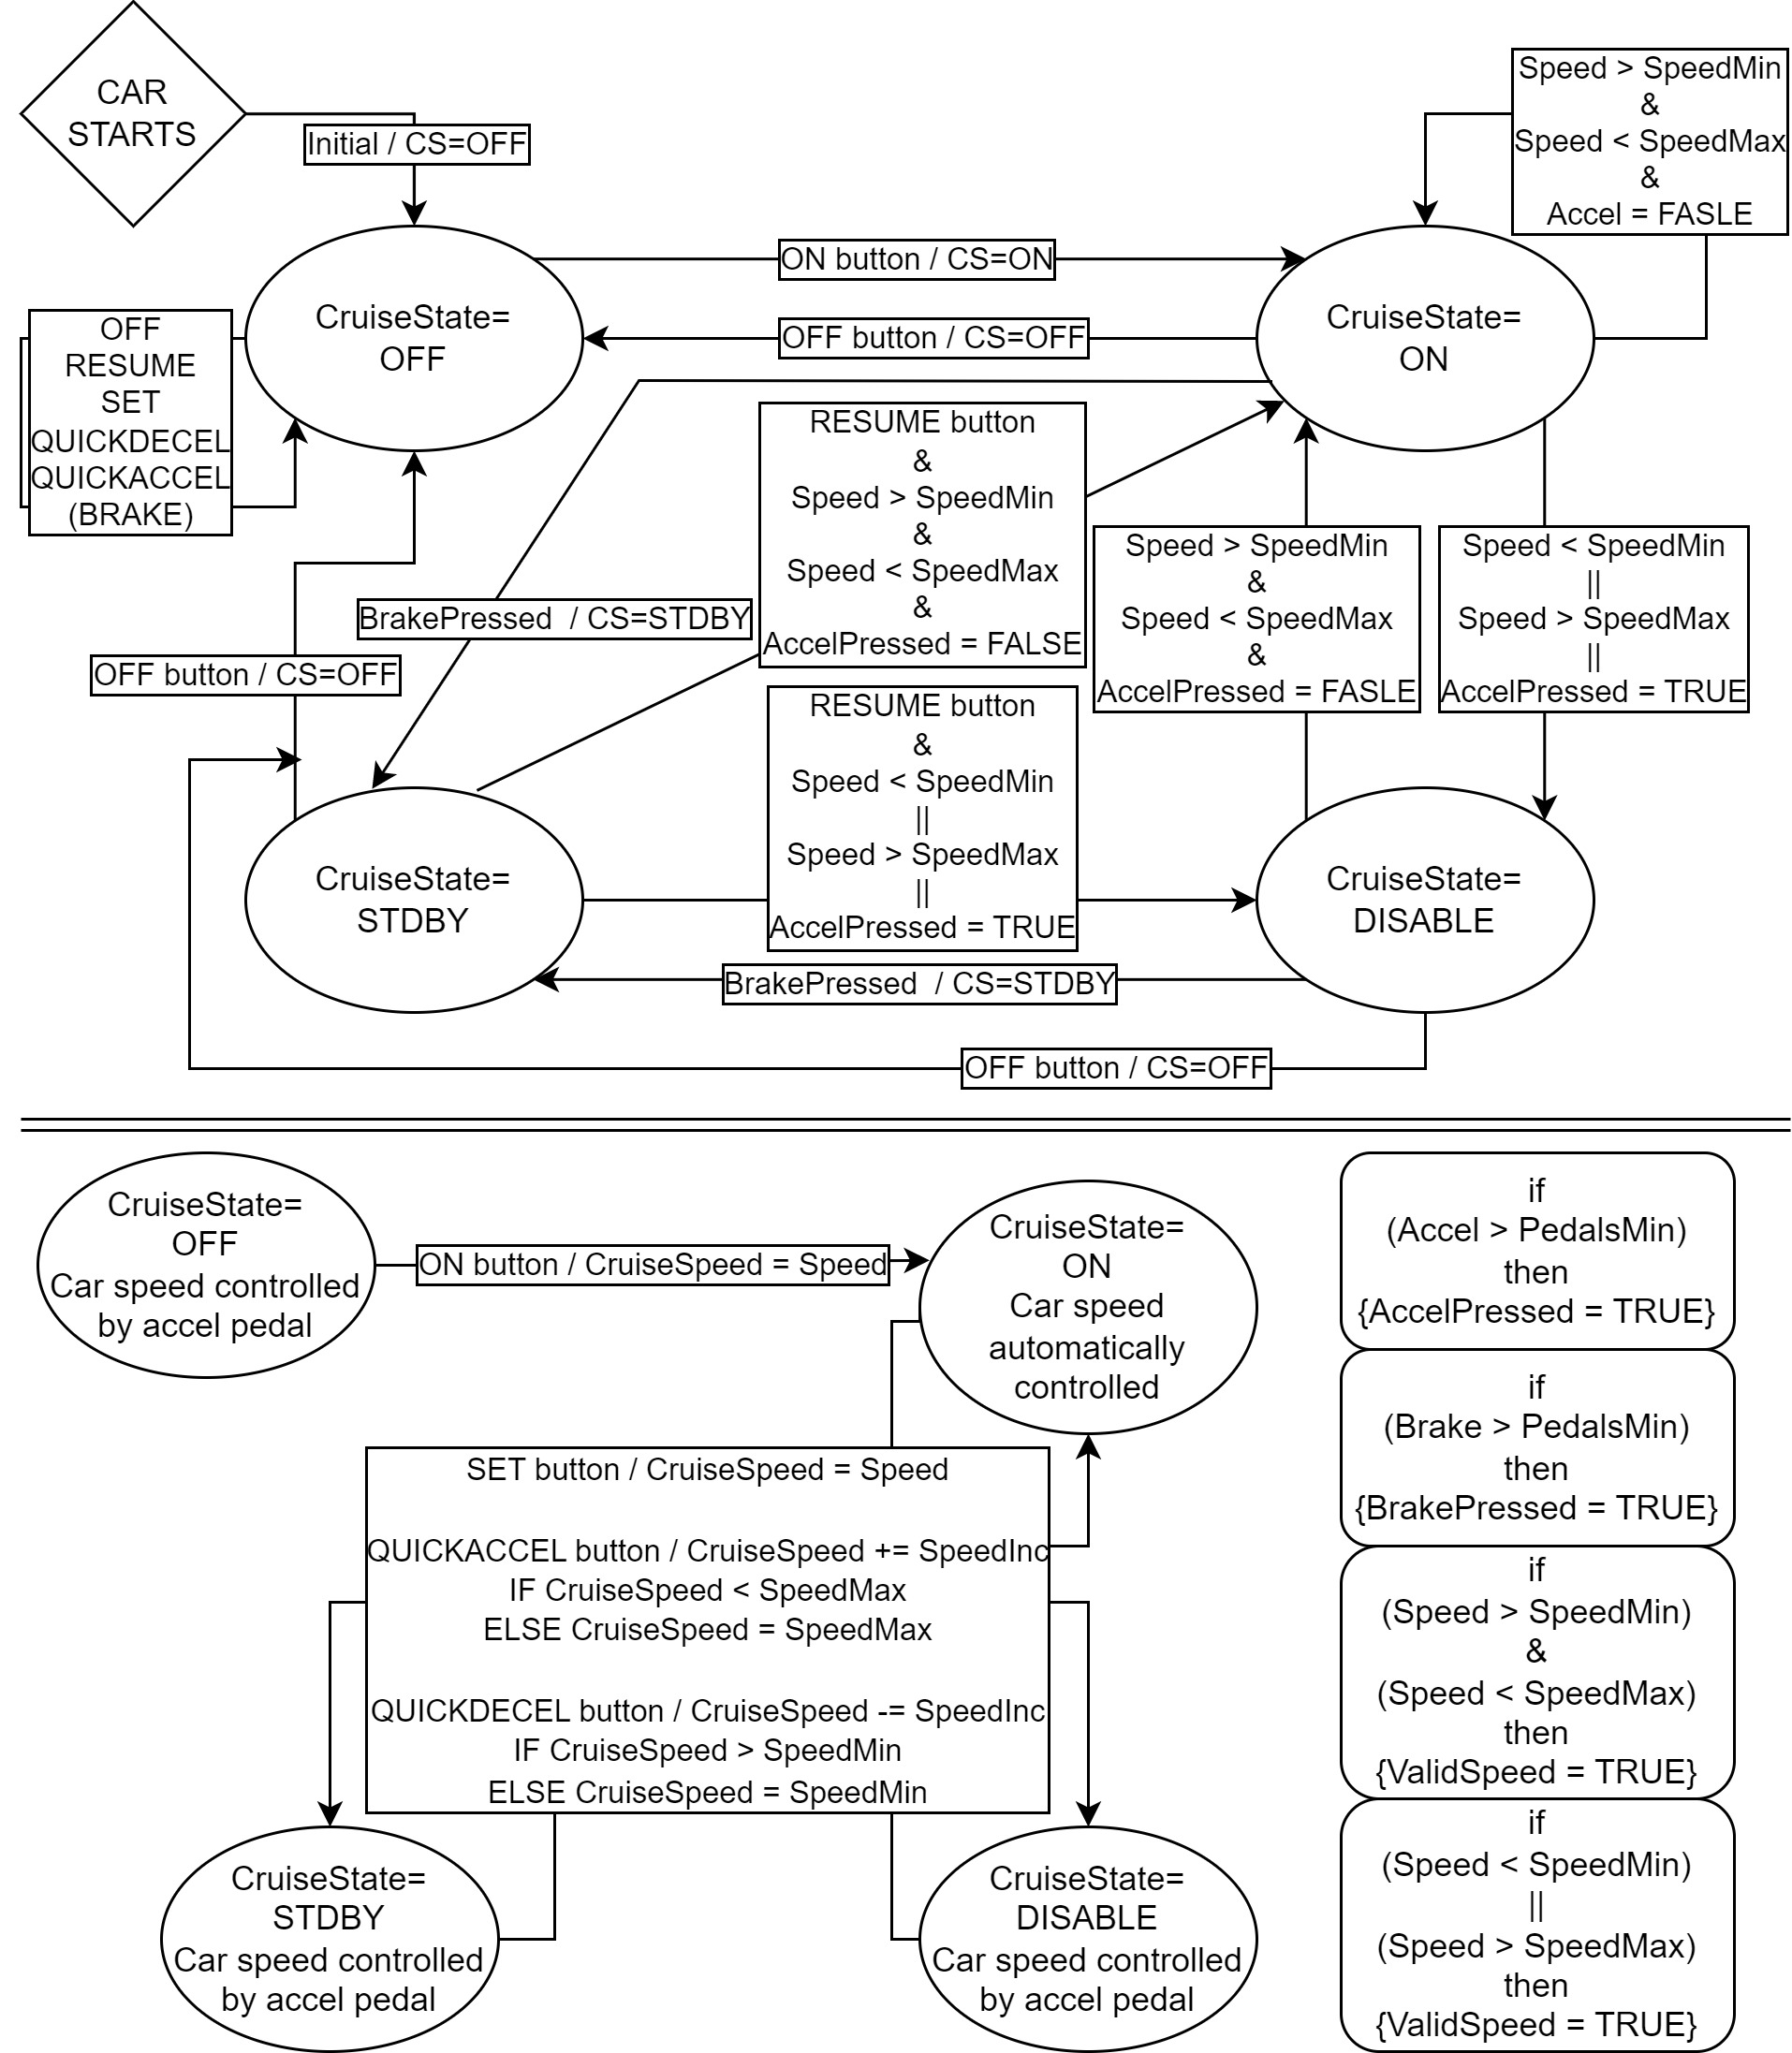 CAR
STARTS
Initial / CS=OFF
Speed > SpeedMin
&
Speed < SpeedMax
&
Accel = FASLE
ON button / CS=ON
CruiseState=
OFF
OFF button / CS=OFF
CruiseState=
ON
OFF
RESUME
SET
QUICKDECEL
QUICKACCEL
(BRAKE)
RESUME button
&
Speed > SpeedMin
&
Speed < SpeedMax
&
AccelPressed = FALSE
Speed > SpeedMin
&
Speed < SpeedMax
&
AccelPressed = FASLE
Speed < SpeedMin
||
Speed > SpeedMax
||
AccelPressed = TRUE
BrakePressed  / CS=STDBY
OFF button / CS=OFF
RESUME button
&
Speed < SpeedMin
||
Speed > SpeedMax
||
AccelPressed = TRUE
CruiseState=
STDBY
CruiseState=
DISABLE
BrakePressed  / CS=STDBY
OFF button / CS=OFF
CruiseState=
OFF
Car speed controlled
by accel pedal
ON button / CruiseSpeed = Speed
CruiseState=
ON
Car speed
automatically
controlled
if
(Accel > PedalsMin)
then
{AccelPressed = TRUE}
if
(Brake > PedalsMin)
then
{BrakePressed = TRUE}
SET button / CruiseSpeed = Speed
QUICKACCEL button / CruiseSpeed += SpeedInc
IF CruiseSpeed < SpeedMax
ELSE CruiseSpeed = SpeedMax
QUICKDECEL button / CruiseSpeed -= SpeedInc
IF CruiseSpeed > SpeedMin
ELSE CruiseSpeed = SpeedMin
if
(Speed > SpeedMin)
&
(Speed < SpeedMax)
then
{ValidSpeed = TRUE}
if
(Speed < SpeedMin)
||
(Speed > SpeedMax)
then
{ValidSpeed = TRUE}
CruiseState=
STDBY
Car speed controlled
by accel pedal
CruiseState=
DISABLE
Car speed controlled
by accel pedal